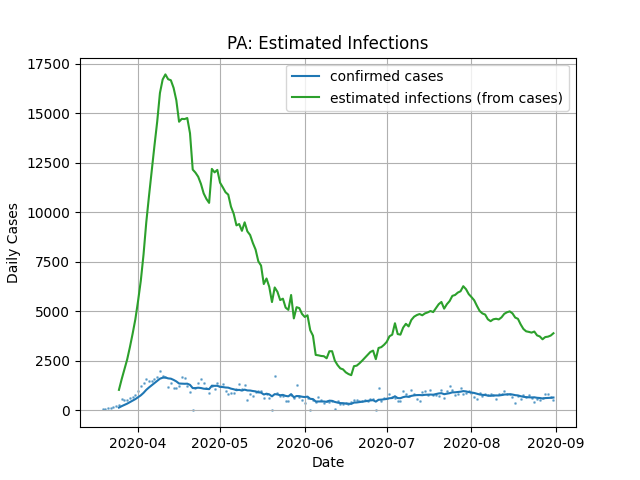 PA: Estimated Infections
confirmed cases
estimated infections (from cases)
17500
15000
12500
10000
7500
5000
2500
0
Daily Cases
2020-04
2020-05
2020-06
2020-07
2020-08
2020-09
Date